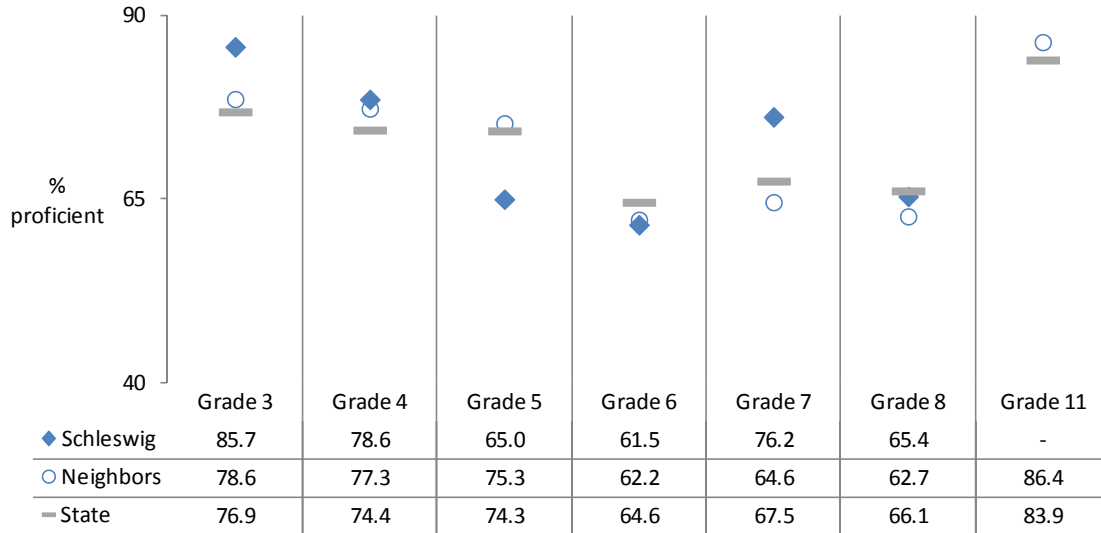 90
%
proficient
65
40
Grade 3 Grade 4 Grade 5 Grade 6 Grade 7 Grade 8 Grade 11
Schleswig 85.7 78.6 65.0 61.5 76.2 65.4 -
Neighbors 78.6 77.3 75.3 62.2 64.6 62.7 86.4
State 76.9 74.4 74.3 64.6 67.5 66.1 83.9